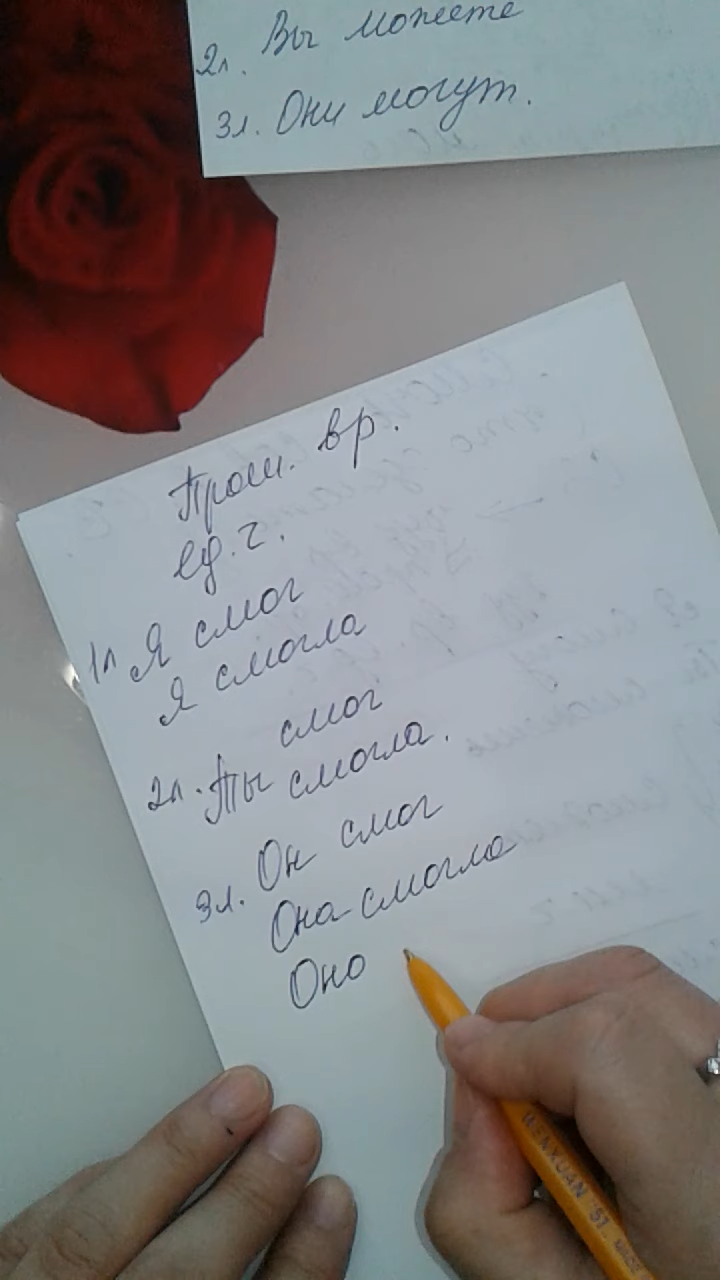 2л. Вы можете
3л. Они могут.
Прош. вр.
ед. ч.
1л Я смог
Я смогла
смог
2л. Ты смогла.
3л. Он смог
Она смогла
Оно
WENXUAN